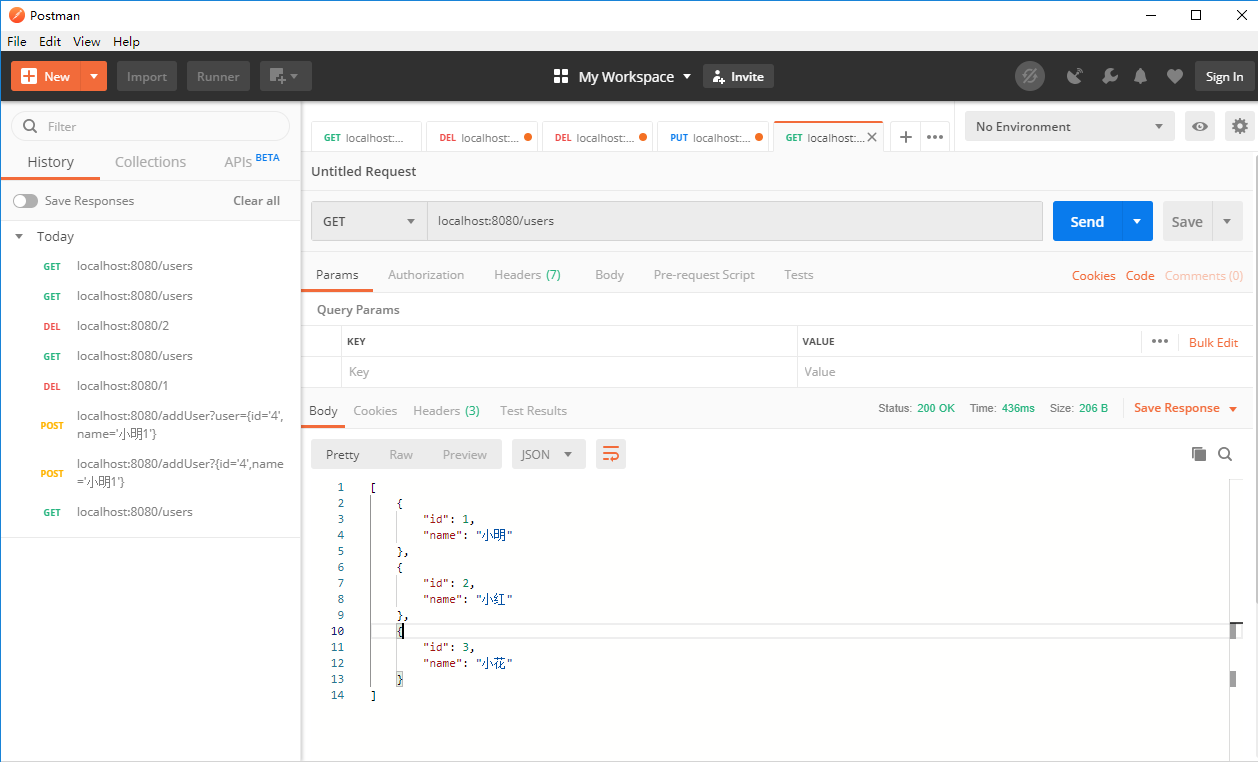 Postman
File Edit View Help
New Import Runner My Workspace Invite Sign In
Filter
History Collections APIs BETA
Save Responses Clear all
Today
GET localhost:8080/users
GET localhost:8080/users
DEL localhost:8080/2
GET localhost:8080/users
DEL localhost:8080/1
POST localhost:8080/addUser?user={id='4',
name='小明1'}
POST localhost:8080/addUser?{id='4',name
='小明1'}
GET localhost:8080/users
GET localhost:... DEL localhost:... DEL localhost:... PUT localhost:... GET localhost:...
No Environment
Untitled Request
GET localhost:8080/users Send Save
Params Authorization Headers (7) Body Pre-request Script Tests Cookies Code Comments (0)
Query Params
KEY VALUE ••• Bulk Edit
Key Value
Body Cookies Headers (3) Test Results Status: 200 OK Time: 436ms Size: 206 B Save Response
Pretty Raw Preview JSON
1 [
2 {
3 "id": 1,
4 "name": "小明"
5 },
6 {
7 "id": 2,
8 "name": "小红"
9 },
10 {
11 "id": 3,
12 "name": "小花"
13 }
14 ]